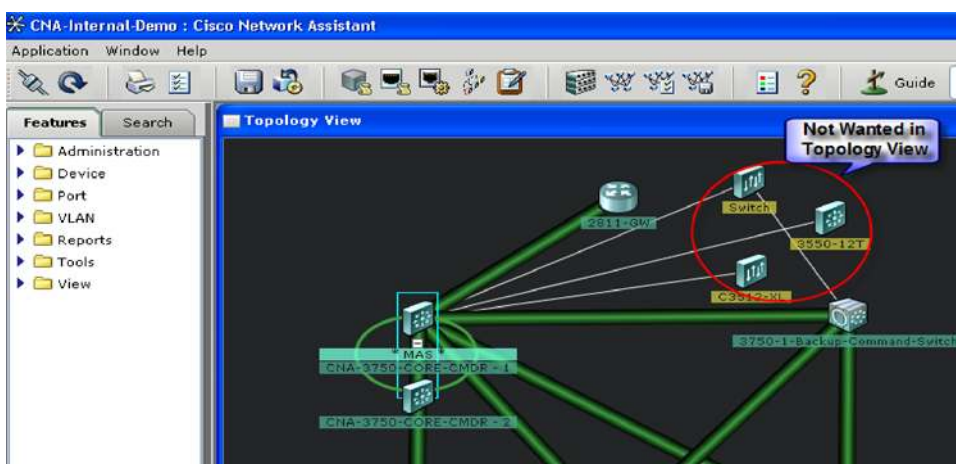 CNA-Internal-Demo : Cisco Network Assistant
Application Window Help
Guide
Features Search
Administration
Device
Port
VLAN
Reports
Tools
View
Topology View
Not Wanted in
Topology View
2811-GW
Switch
3550-12T
C3512-XL
3750-1-Backup-Command-Switch
MAS
CNA-3750-CORE-CMDR - 1
CNA-3750-CORE-CMDR - 2